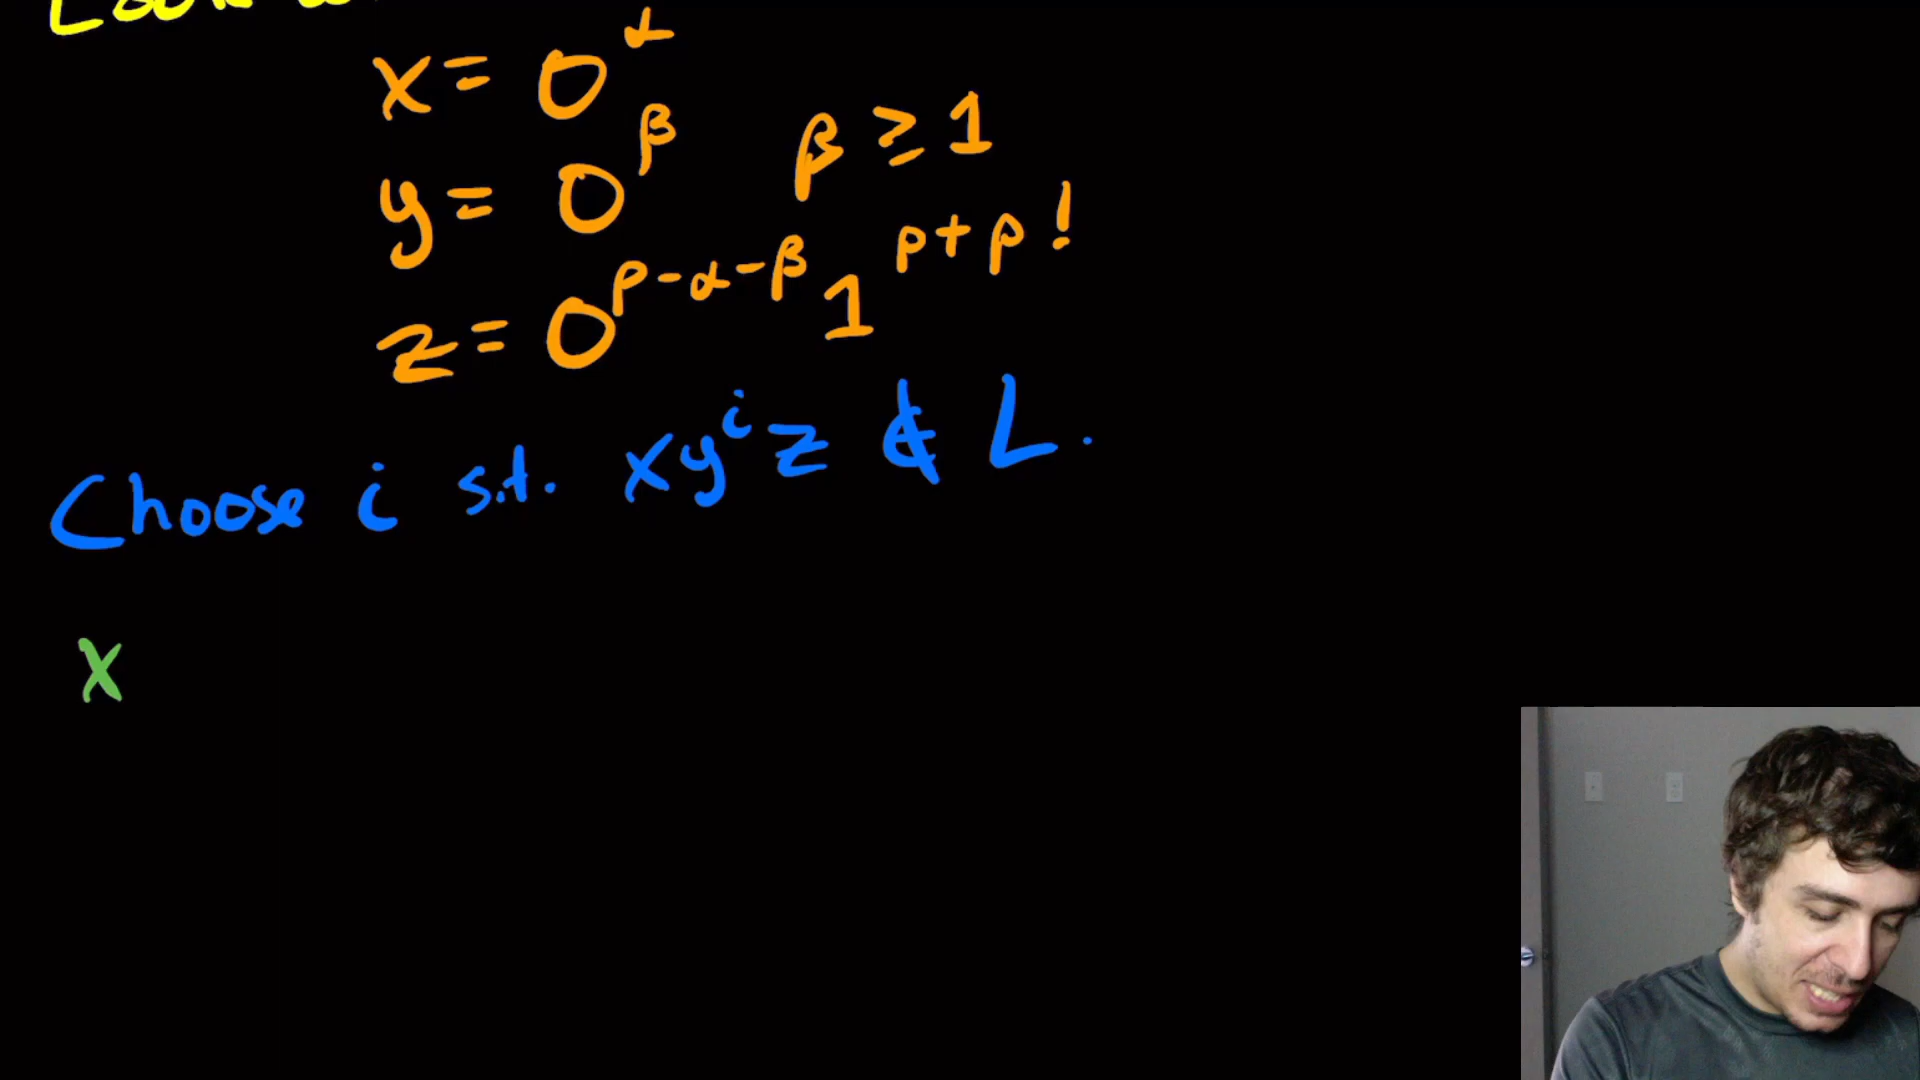 x = 0^α
y = 0^β β ≥ 1
z = 0^{p-α-β} 1^{p+p!}
Choose i s.t. xy^i z ∉ L.
x